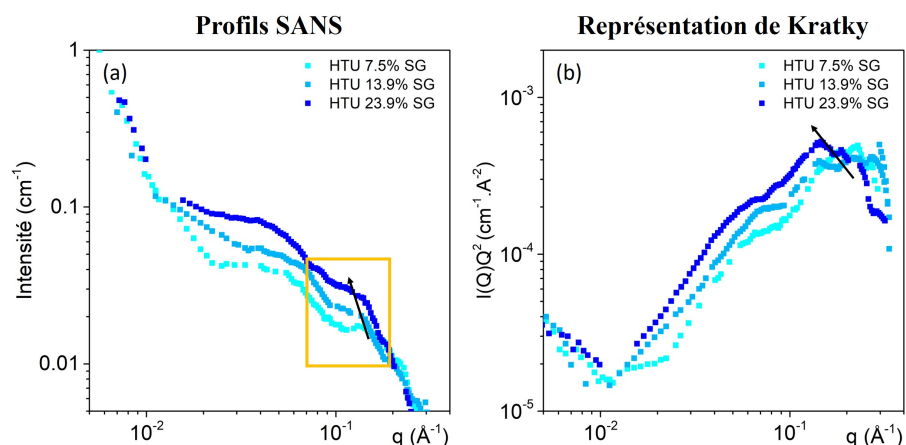 Profils SANS
Représentation de Kratky
(a)
HTU 7.5% SG
HTU 13.9% SG
HTU 23.9% SG
1
0.1
0.01
Intensité (cm⁻¹)
10⁻²
10⁻¹
q (Å⁻¹)
(b)
HTU 7.5% SG
HTU 13.9% SG
HTU 23.9% SG
10⁻³
10⁻⁴
10⁻⁵
I(Q)Q² (cm⁻¹.A⁻²)
10⁻²
10⁻¹
q (Å⁻¹)